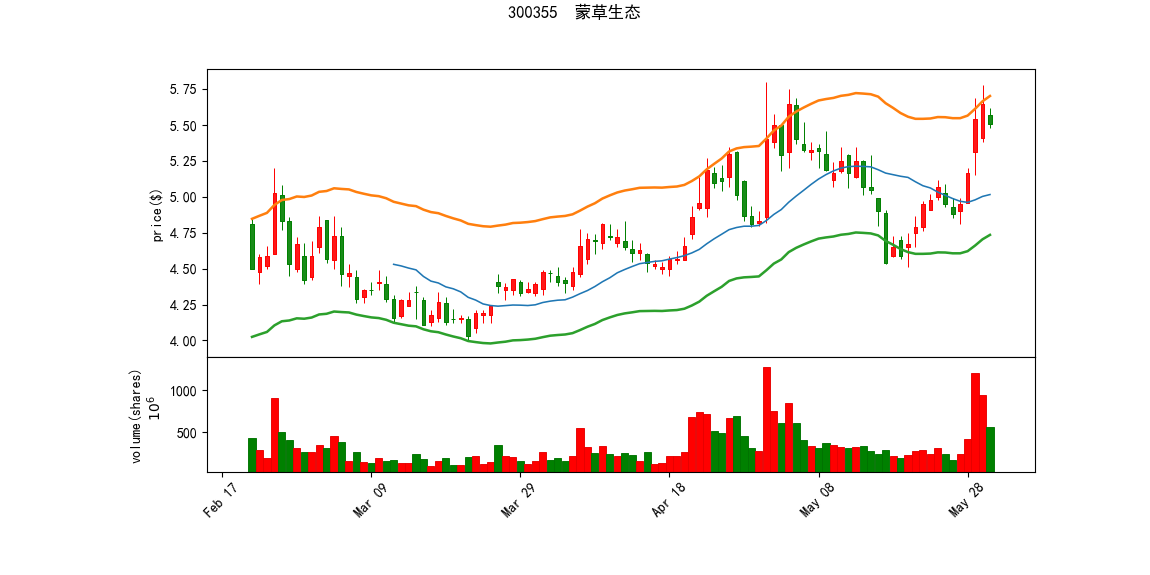 300355 蒙草生态
price($)
5.75
5.50
5.25
5.00
4.75
4.50
4.25
4.00
volume(shares)
10^6
1000
500
Feb 17
Mar 09
Mar 29
Apr 18
May 08
May 28